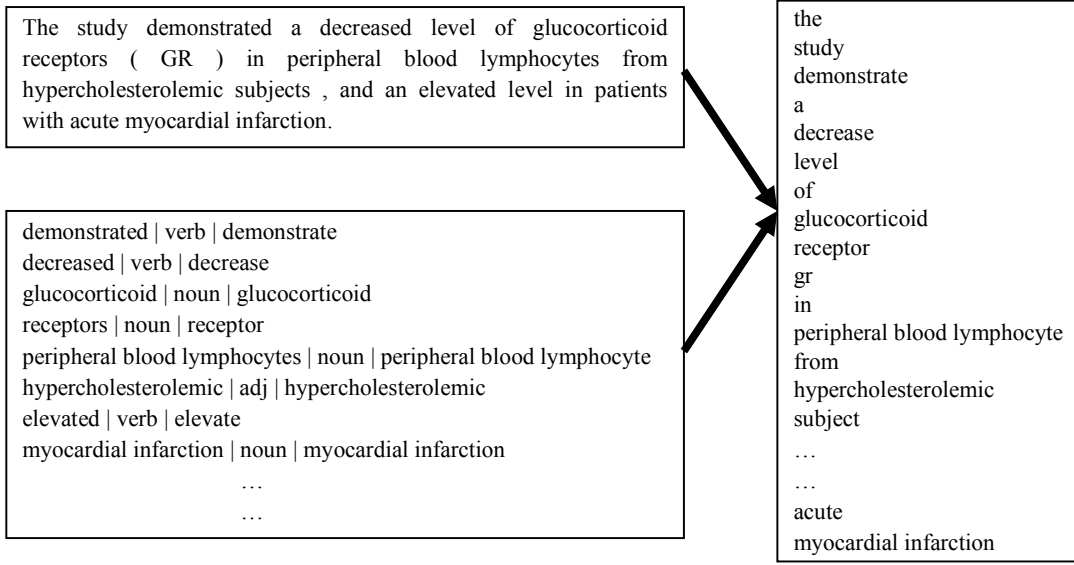 The study demonstrated a decreased level of glucocorticoid
receptors ( GR ) in peripheral blood lymphocytes from
hypercholesterolemic subjects , and an elevated level in patients
with acute myocardial infarction.
demonstrated | verb | demonstrate
decreased | verb | decrease
glucocorticoid | noun | glucocorticoid
receptors | noun | receptor
peripheral blood lymphocytes | noun | peripheral blood lymphocyte
hypercholesterolemic | adj | hypercholesterolemic
elevated | verb | elevate
myocardial infarction | noun | myocardial infarction
…
…
the
study
demonstrate
a
decrease
level
of
glucocorticoid
receptor
gr
in
peripheral blood lymphocyte
from
hypercholesterolemic
subject
…
…
acute
myocardial infarction